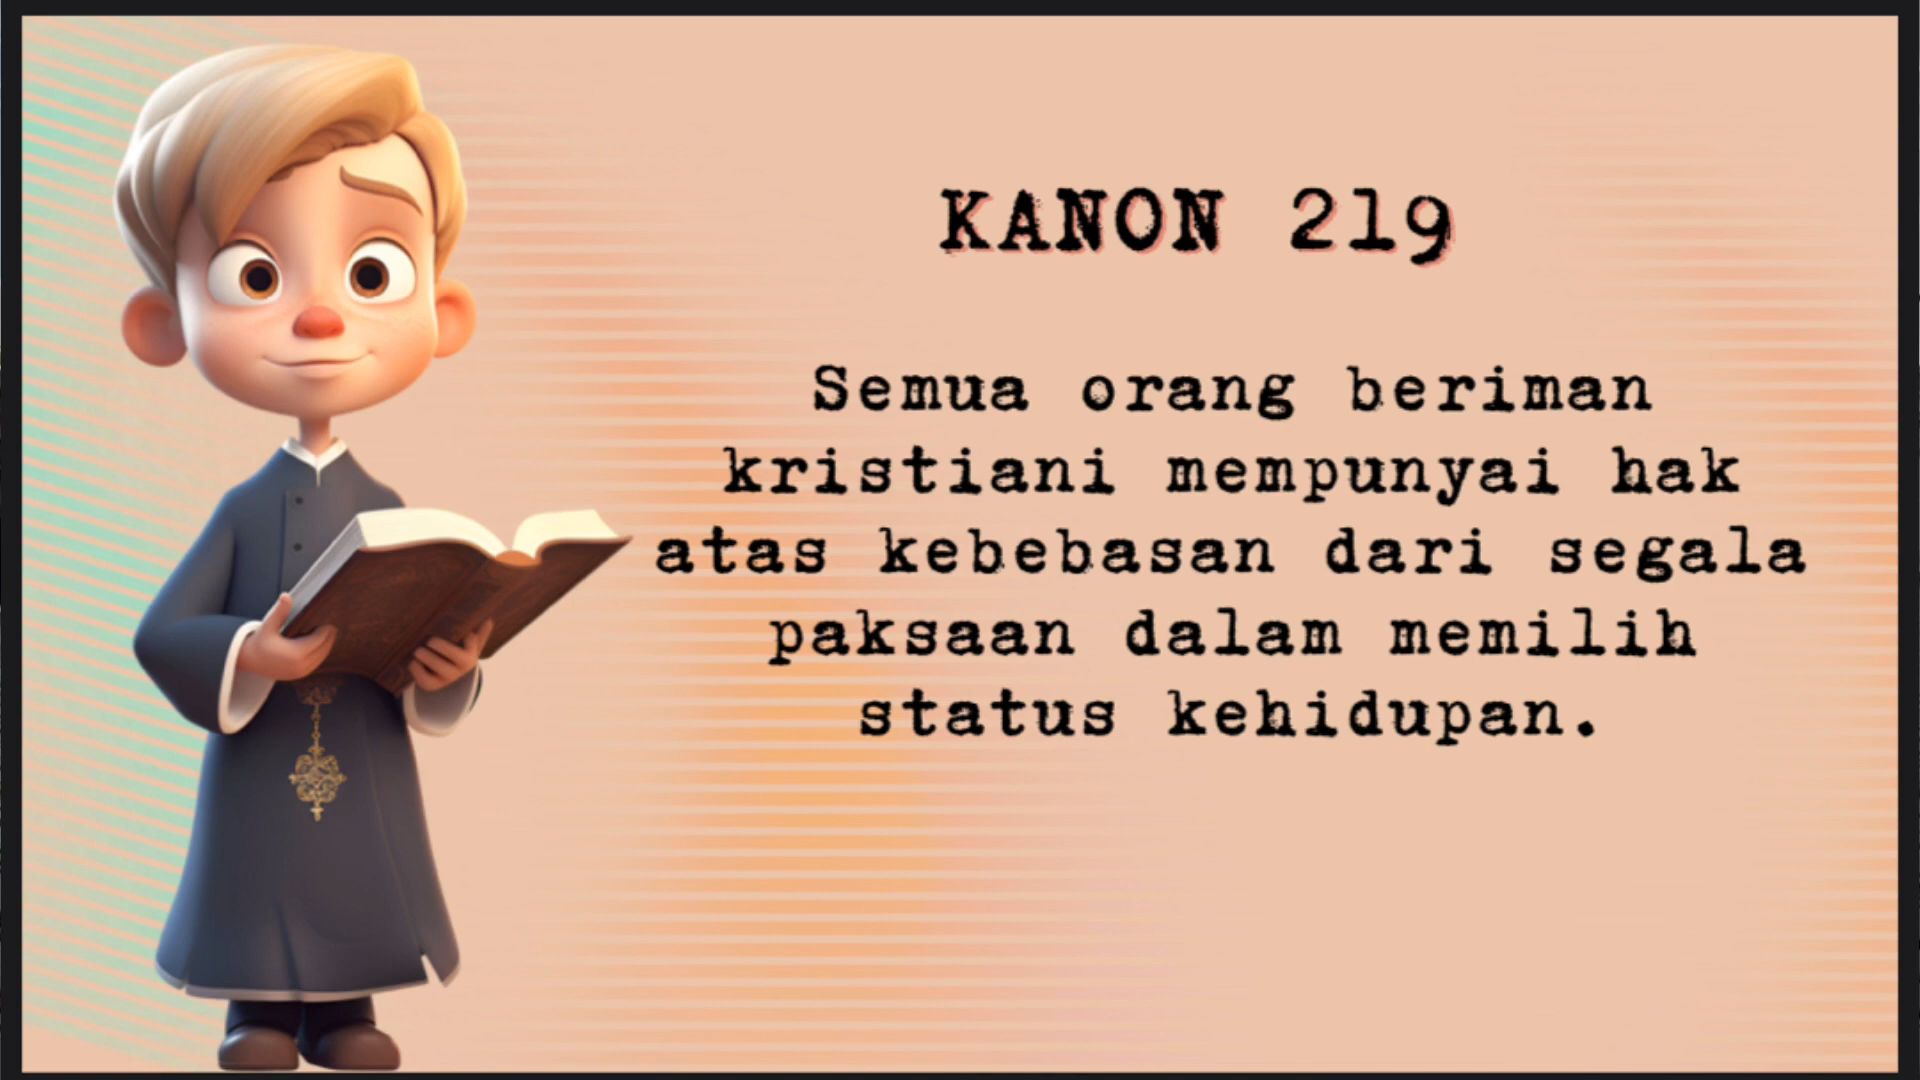 KANON 219
Semua orang beriman
kristiani mempunyai hak
atas kebebasan dari segala
paksaan dalam memilih
status kehidupan.